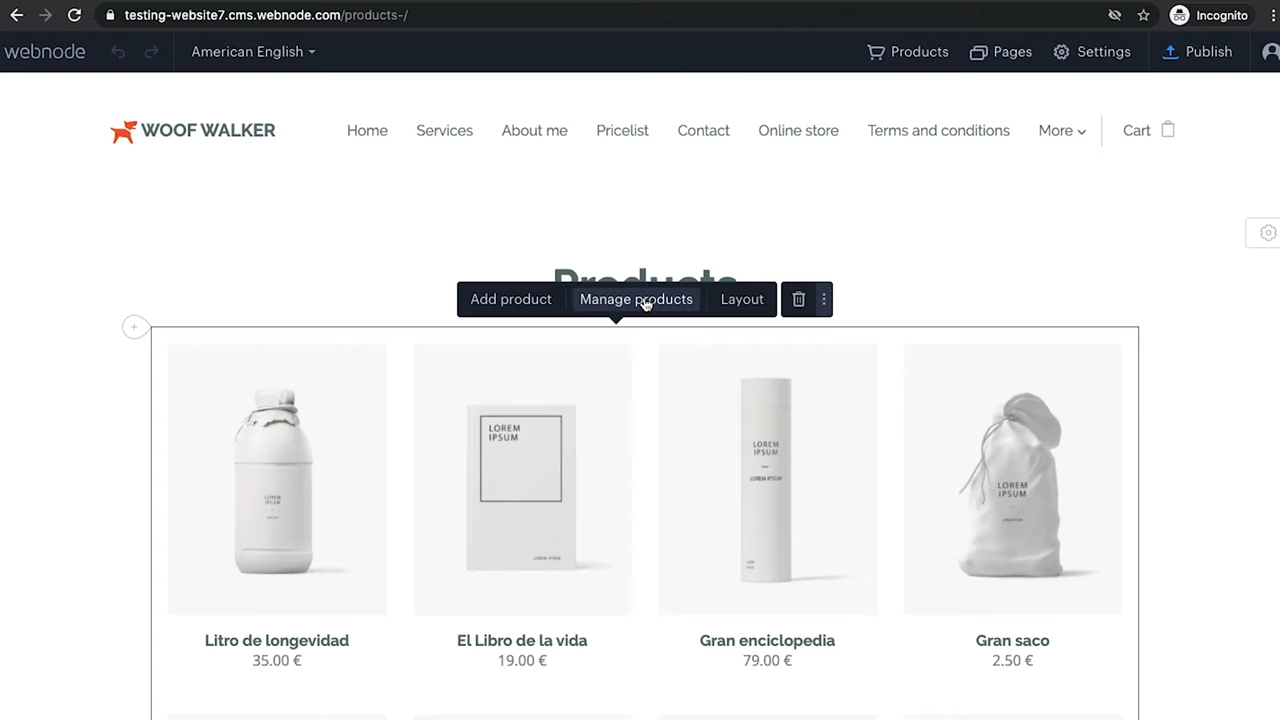 testing-website7.cms.webnode.com/products-/
Incognito
webnode
American English
Products
Pages
Settings
Publish
WOOF WALKER
Home
Services
About me
Pricelist
Contact
Online store
Terms and conditions
More
Cart
Products
Add product
Manage products
Layout
LOREM
IPSUM
LOREM
IPSUM
LOREM IPSUM
LOREM
IPSUM
LOREM IPSUM
LOREM
IPSUM
Litro de longevidad
El Libro de la vida
Gran enciclopedia
Gran saco
35.00 €
19.00 €
79.00 €
2.50 €